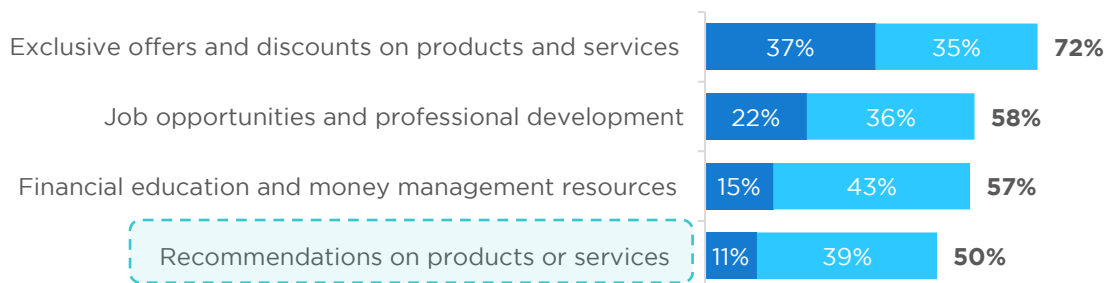 Exclusive offers and discounts on products and services 37% 35% 72%
Job opportunities and professional development 22% 36% 58%
Financial education and money management resources 15% 43% 57%
Recommendations on products or services 11% 39% 50%